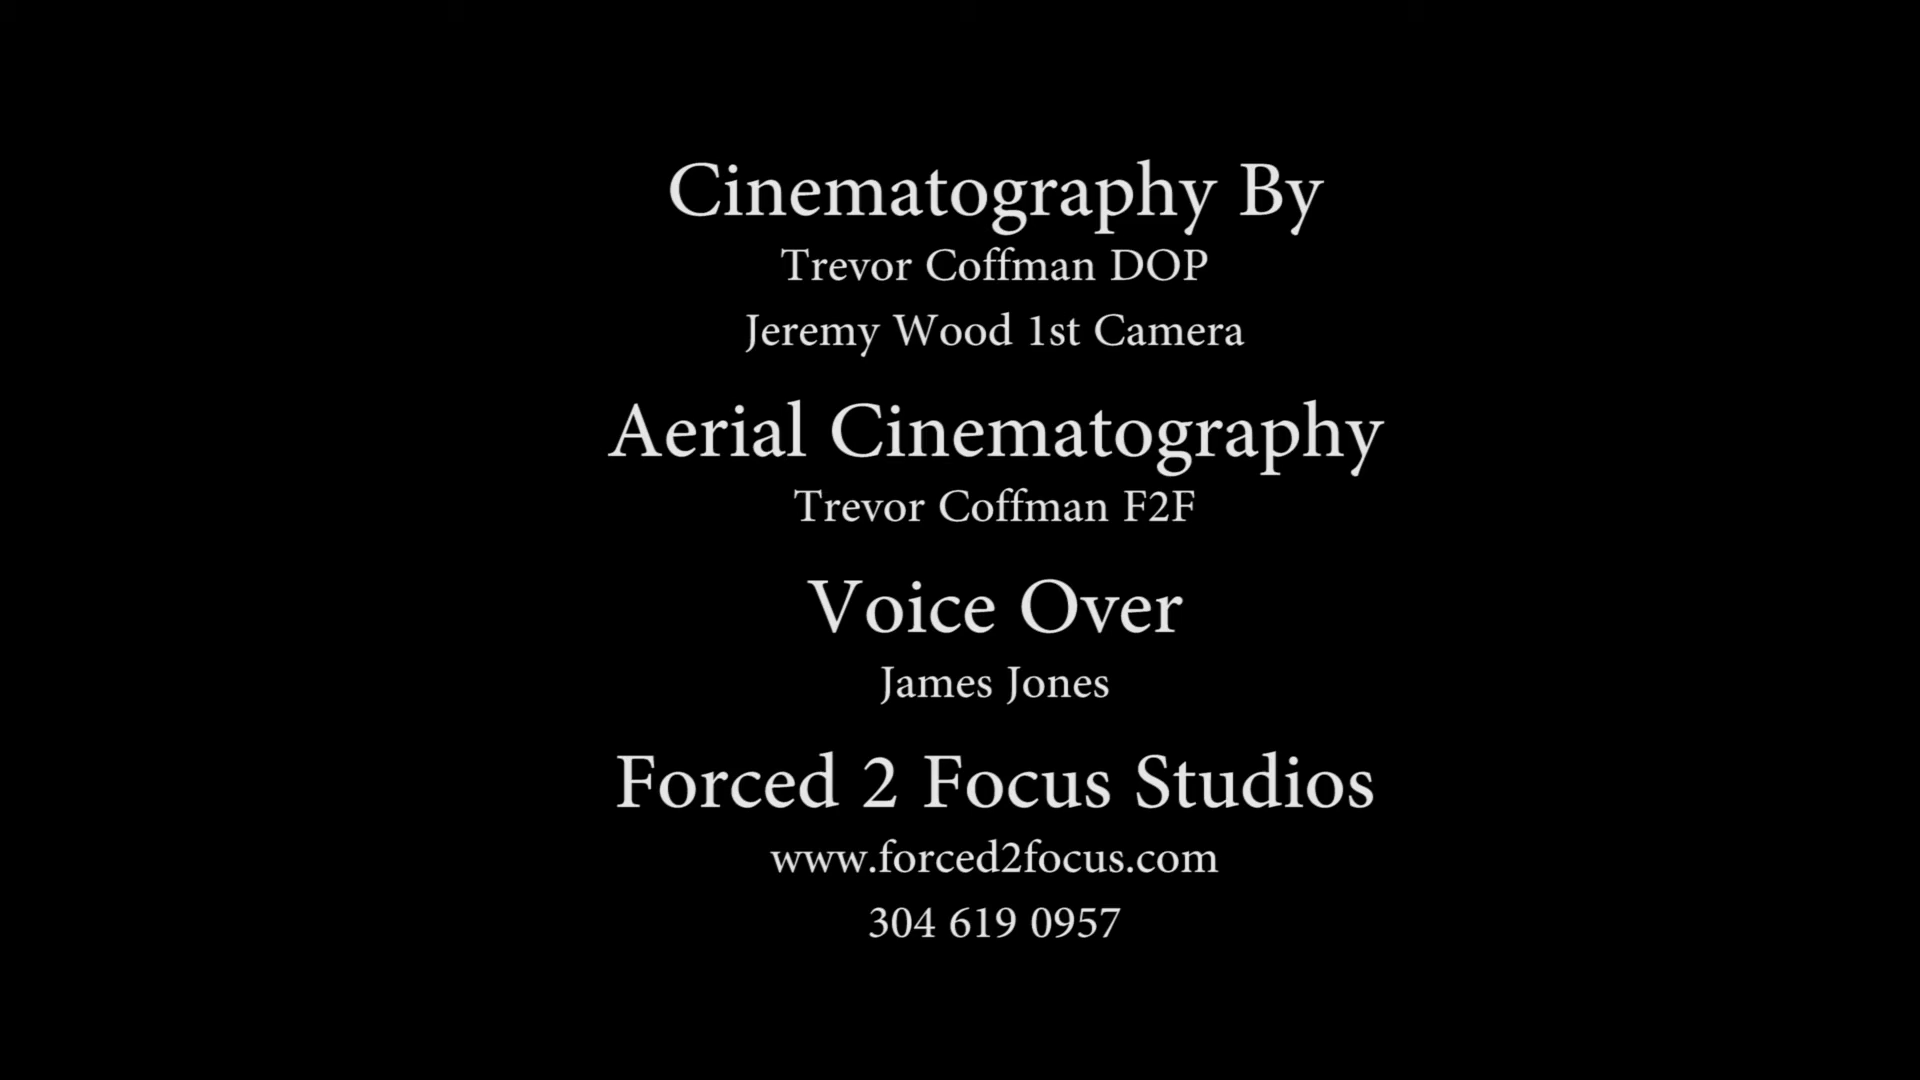 Cinematography By
Trevor Coffman DOP
Jeremy Wood 1st Camera
Aerial Cinematography
Trevor Coffman F2F
Voice Over
James Jones
Forced 2 Focus Studios
www.forced2focus.com
304 619 0957